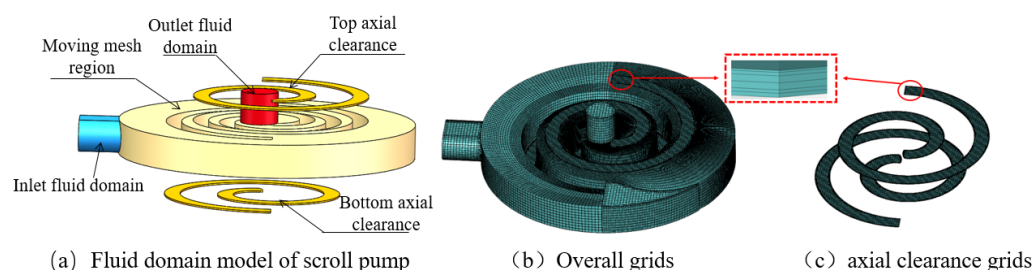 Outlet fluid
domain
Top axial
clearance
Moving mesh
region
Inlet fluid domain
Bottom axial
clearance
(a) Fluid domain model of scroll pump
（b）Overall grids
（c）axial clearance grids